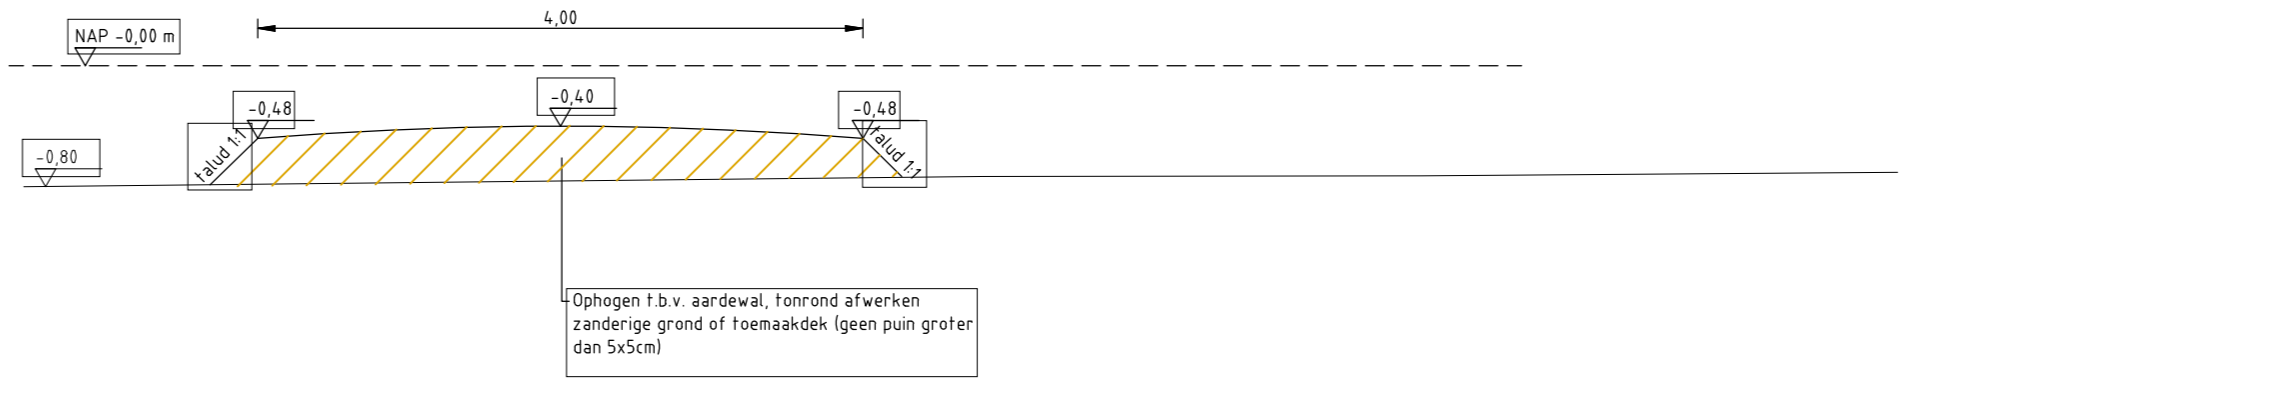 4,00
NAP -0,00 m
-0,40
-0,48
-0,48
talud 1:1
talud 1:1
-0,80
Ophogen t.b.v. aardewal, tonrond afwerken
zanderige grond of toemaakdek (geen puin groter
dan 5x5cm)